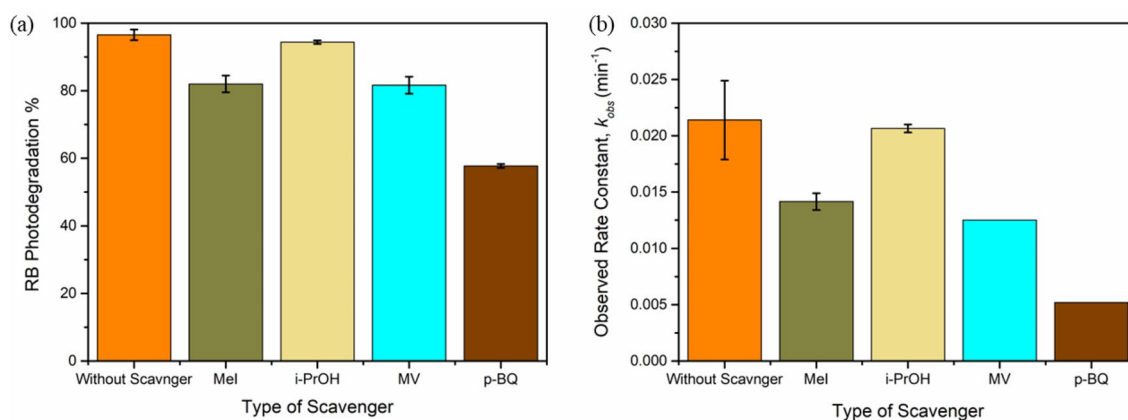 (a)
100
80
60
40
20
0
RB Photodegradation %
Without Scavnger MeI i-PrOH MV p-BQ
Type of Scavenger
(b)
0.030
0.025
0.020
0.015
0.010
0.005
0.000
Observed Rate Constant, k_obs (min⁻¹)
Without Scavenger MeI i-PrOH MV p-BQ
Type of Scavenger